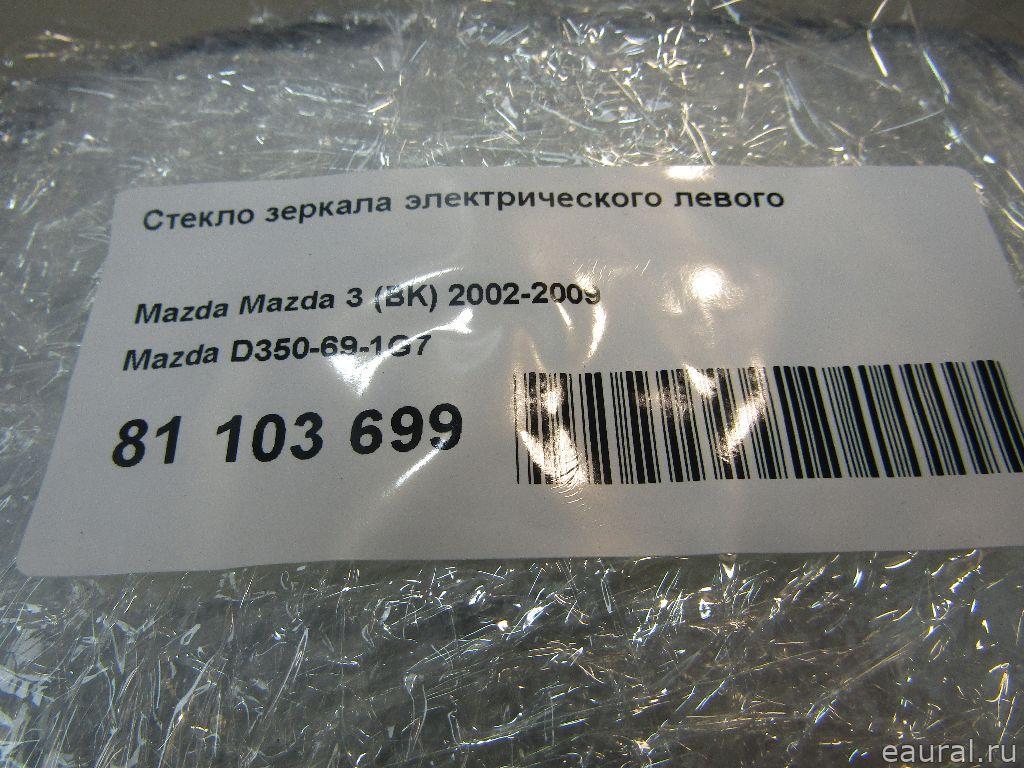 Стекло зеркала электрического левого
Mazda Mazda 3 (BK) 2002-2009
Mazda D350-69-1G7
81 103 699
eaural.ru